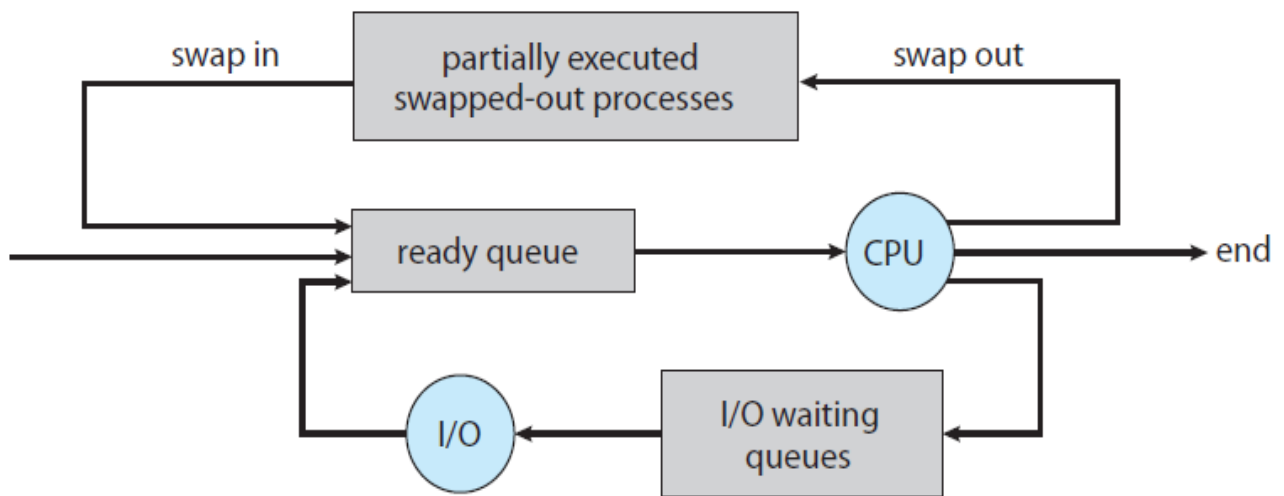 swap in
partially executed
swapped-out processes
swap out
ready queue
CPU
end
I/O
I/O waiting
queues